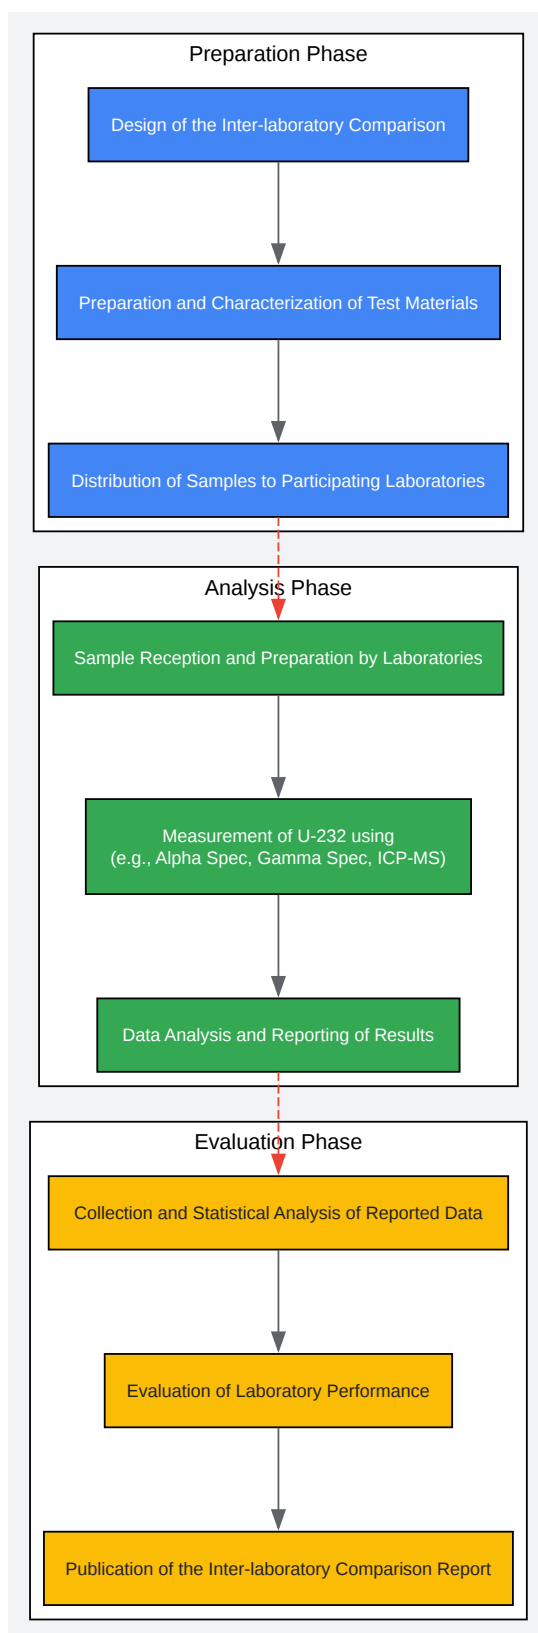 Preparation Phase
Design of the Inter-laboratory Comparison
Preparation and Characterization of Test Materials
Distribution of Samples to Participating Laboratories
Analysis Phase
Sample Reception and Preparation by Laboratories
Measurement of U-232 using
(e.g., Alpha Spec, Gamma Spec, ICP-MS)
Data Analysis and Reporting of Results
Evaluation Phase
Collection and Statistical Analysis of Reported Data
Evaluation of Laboratory Performance
Publication of the Inter-laboratory Comparison Report